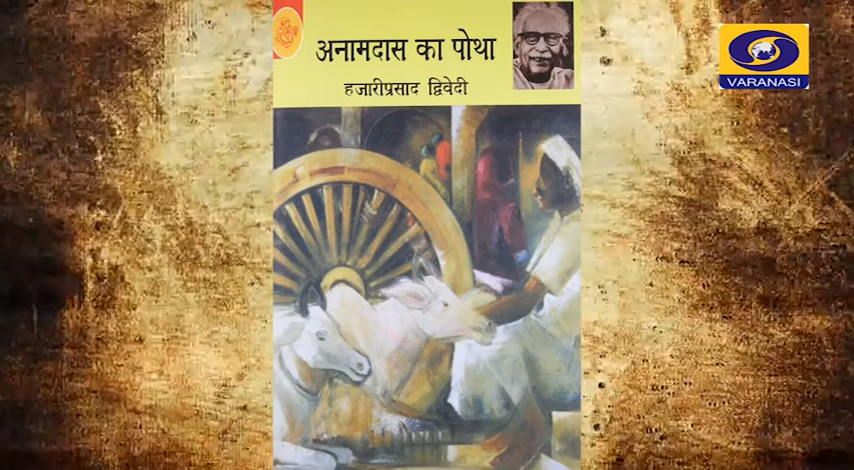 अनामदास का पोथा
हजारीप्रसाद द्विवेदी
VARANASI